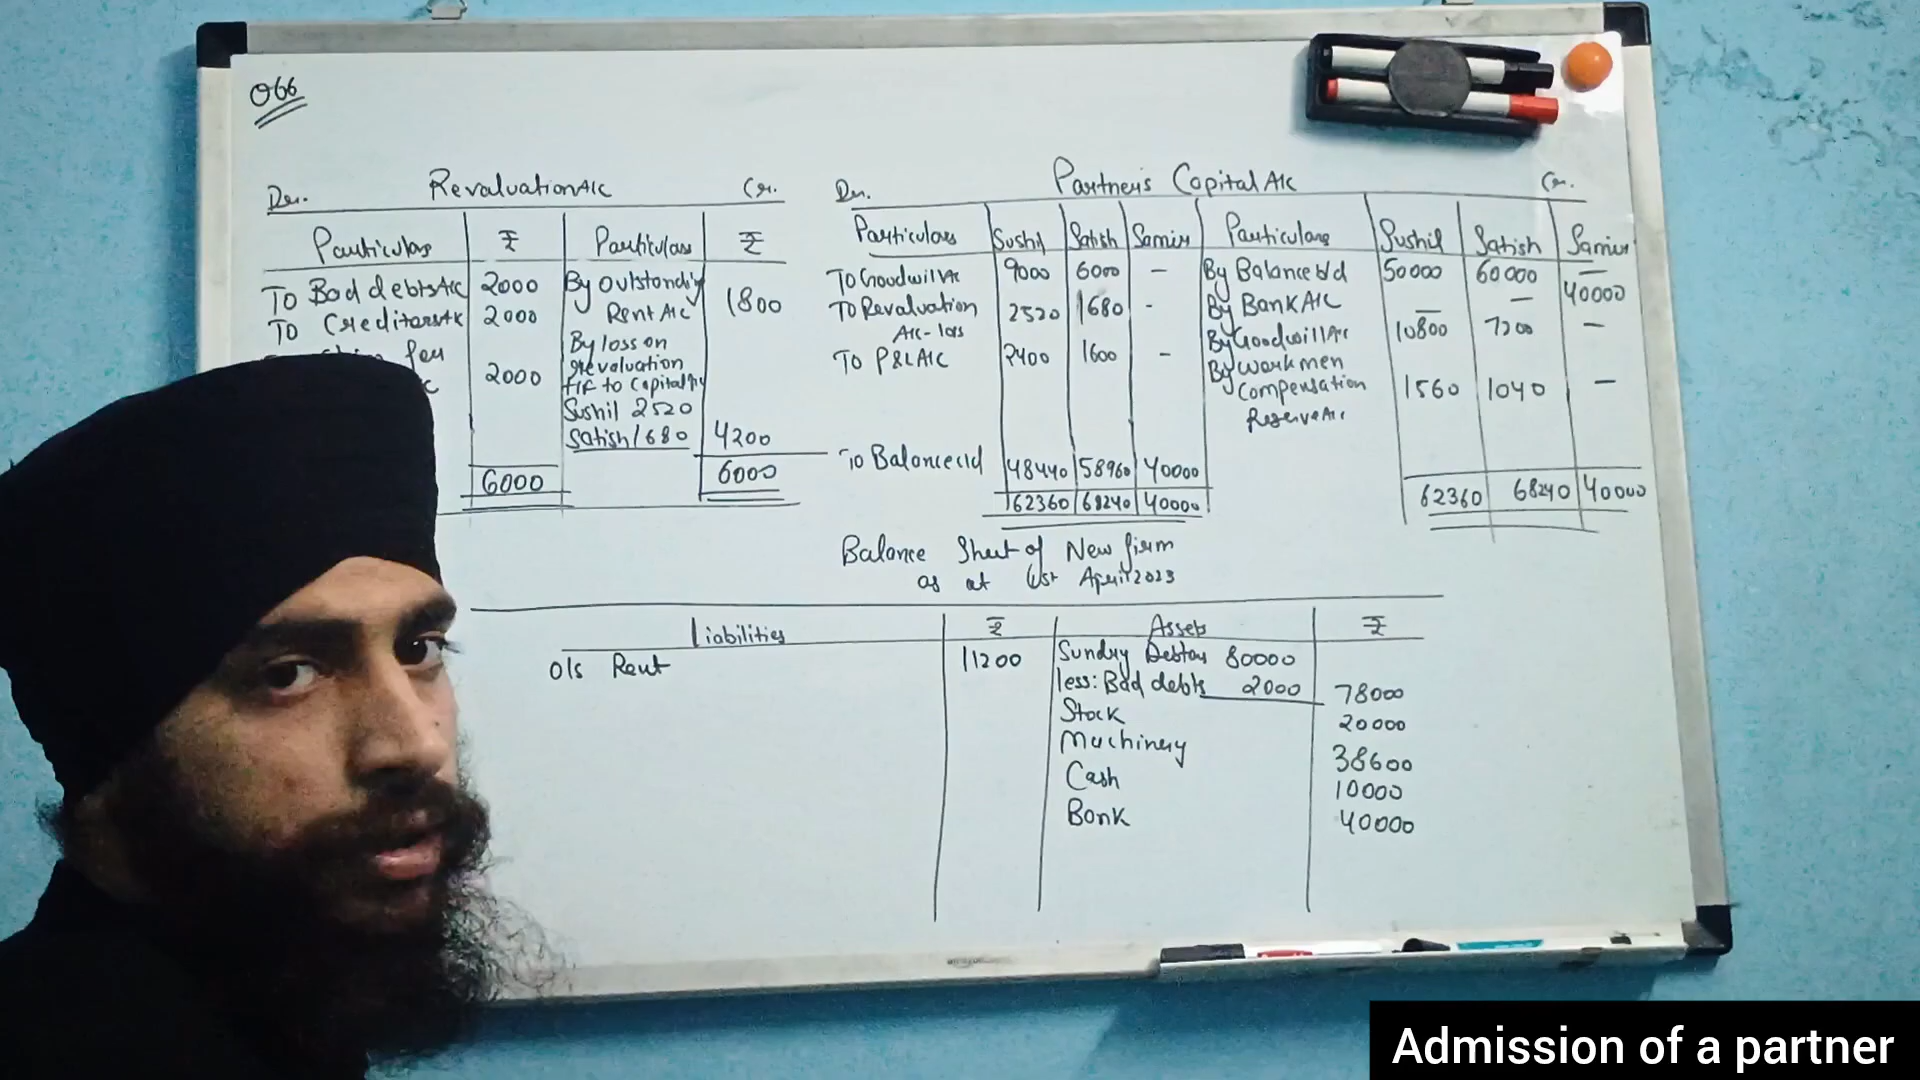 066
Revaluation A/c
Dr. Cr.
Particulars ₹ Particulars ₹
To Bad debts A/c 2000 By outstanding
Rent A/c 1800
To Creditors A/c 2000
By loss on
revaluation
2000 t/f to Capital A/c
Sushil 2520
Satish 1680 4200
6000 6000
Partner's Capital A/c
Dr. Cr.
Particulars Sushil Satish Samir Particulars Sushil Satish Samir
To Goodwill A/c 9000 6000 – By Balance b/d 50000 60000 –
To Revaluation A/c - loss 2520 1680 - By Bank A/c – – 40000
To P&L A/c 2400 1600 – By Goodwill A/c 10800 7200 –
By workmen
Compensation
Reserve A/c 1560 1040 –
To Balance c/d 48440 58960 40000
62360 68240 40000 62360 68240 40000
Balance Sheet of New firm
as at 1st April 2023
Liabilities ₹ Assets ₹
O/s Rent 11200 Sundry Debtors 80000
less: Bad debts 2000 78000
Stock 20000
Machinery 38600
Cash 10000
Bank 40000
Admission of a partner